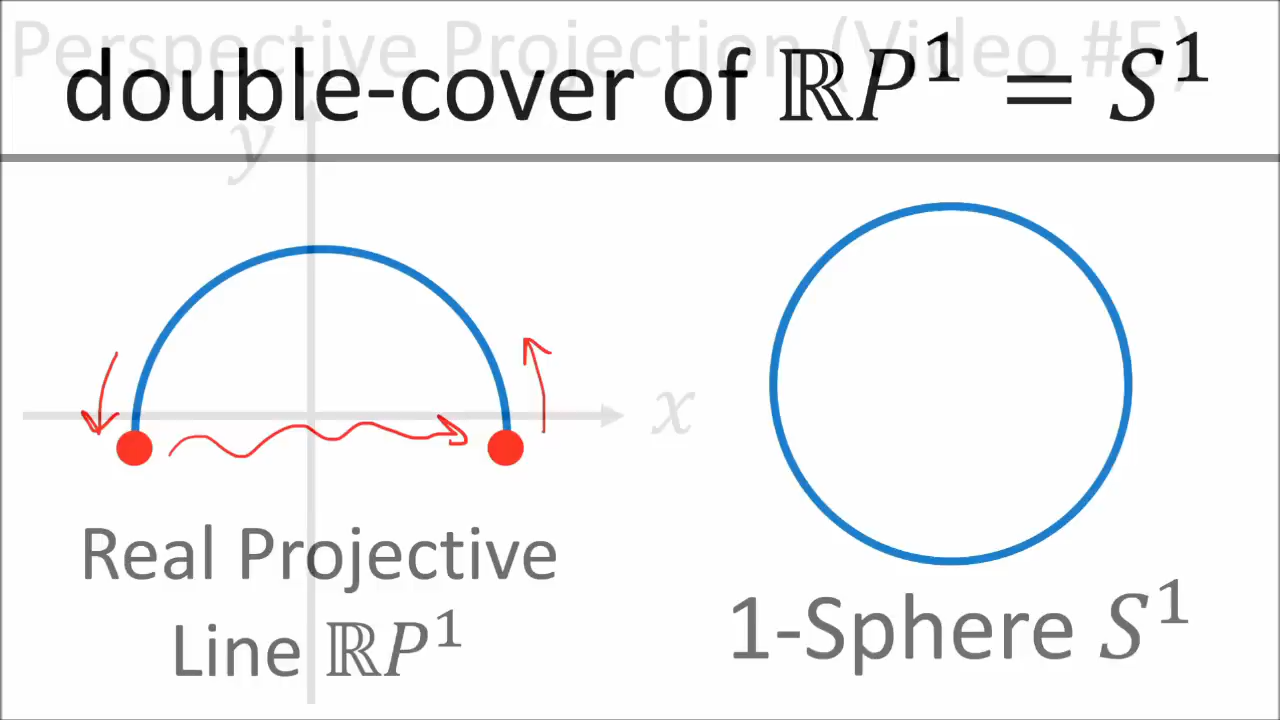 Perspective Projection (Video #5)
double-cover of ℝP¹ = S¹
y
x
Real Projective
Line ℝP¹
1-Sphere S¹